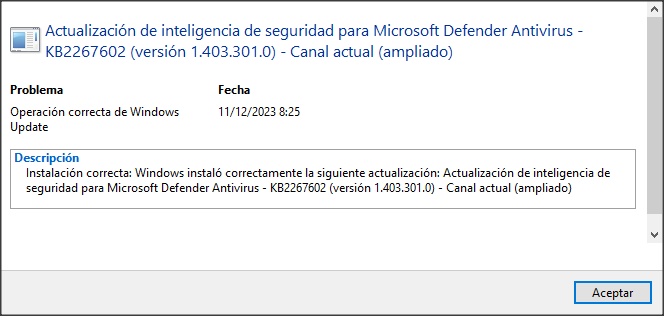 Actualización de inteligencia de seguridad para Microsoft Defender Antivirus -
KB2267602 (versión 1.403.301.0) - Canal actual (ampliado)
Problema Fecha
Operación correcta de Windows 11/12/2023 8:25
Update
Descripción
Instalación correcta: Windows instaló correctamente la siguiente actualización: Actualización de inteligencia de
seguridad para Microsoft Defender Antivirus - KB2267602 (versión 1.403.301.0) - Canal actual (ampliado)
Aceptar